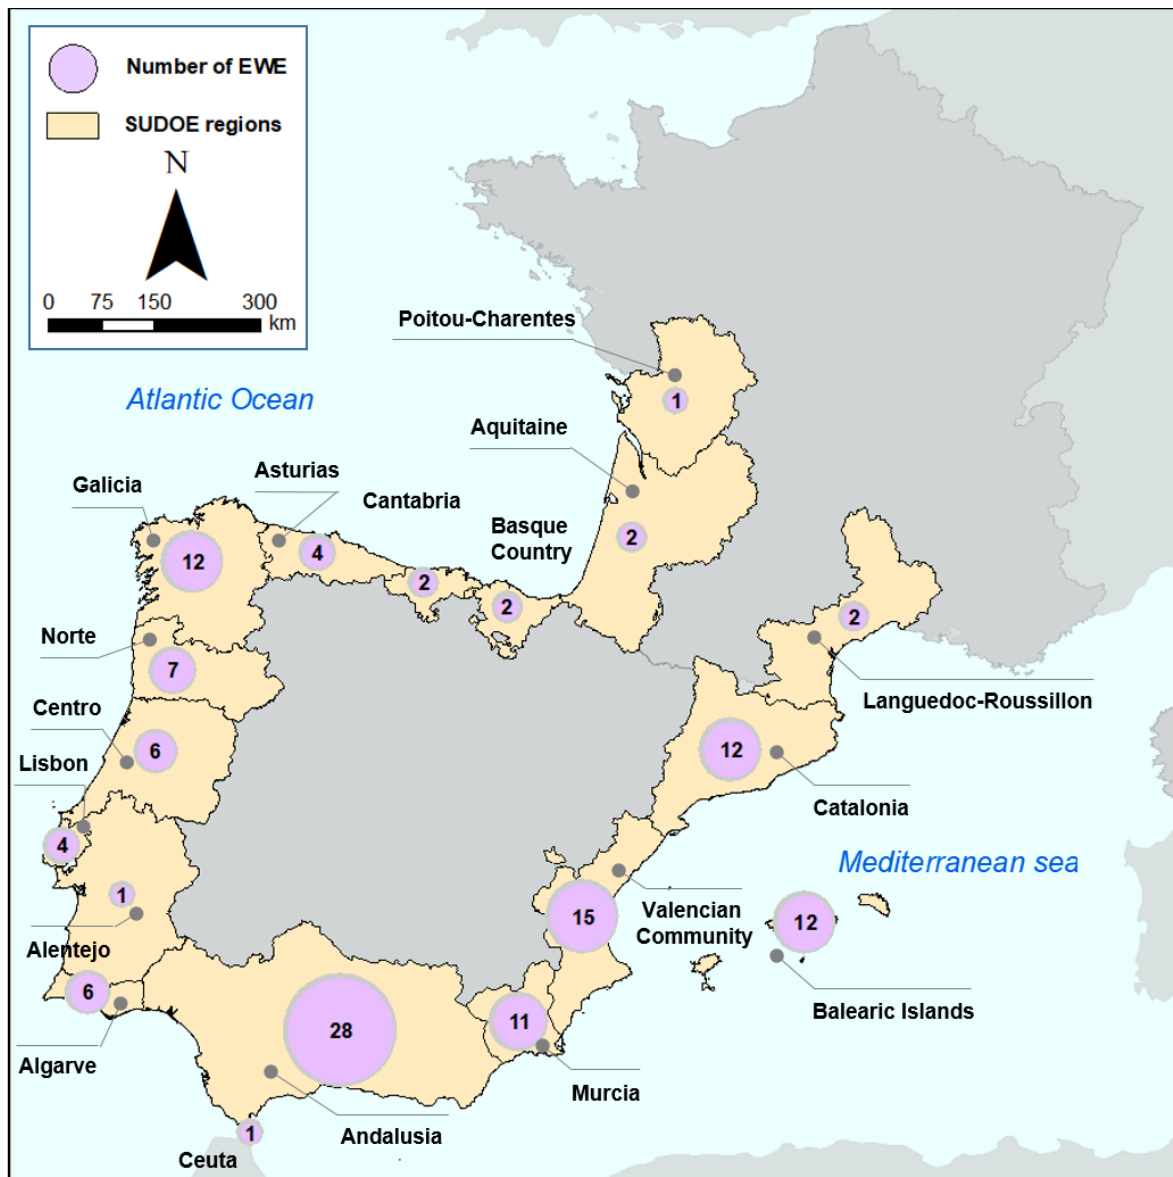 Number of EWE
SUDOE regions
N
0 75 150 300
km
Poitou-Charentes
1
Atlantic Ocean
Aquitaine
2
Asturias
Galicia
Cantabria
Basque
Country
12
4
2
2
2
Norte
7
Languedoc-Roussillon
Centro
6
12
Lisbon
Catalonia
4
Mediterranean sea
1
15
Valencian
Community
12
Alentejo
6
Balearic Islands
11
28
Algarve
Murcia
Andalusia
1
Ceuta